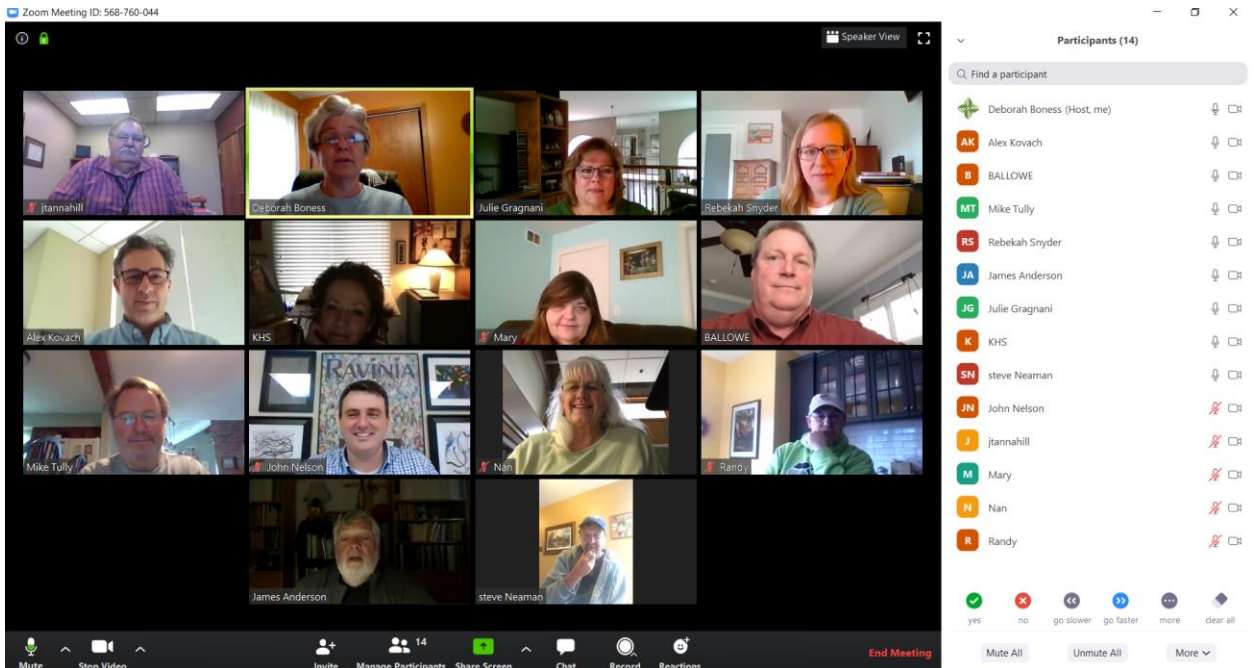 Zoom Meeting ID: 568-760-044
Speaker View
jtannahill
Deborah Boness
Julie Gragnani
Rebekah Snyder
Alex Kovach
KHS
Mary
BALLOWE
Mike Tully
RAVINIA
John Nelson
Nan
Randy
James Anderson
steve Neaman
Mute
Stop Video
Invite
14
Manage Participants
Share Screen
Chat
Record
Reactions
End Meeting
Participants (14)
Find a participant
Deborah Boness (Host, me)
AK Alex Kovach
B BALLOWE
MT Mike Tully
RS Rebekah Snyder
JA James Anderson
JG Julie Gragnani
K KHS
SN steve Neaman
JN John Nelson
J jtannahill
M Mary
N Nan
R Randy
yes no go slower go faster more clear all
Mute All Unmute All More